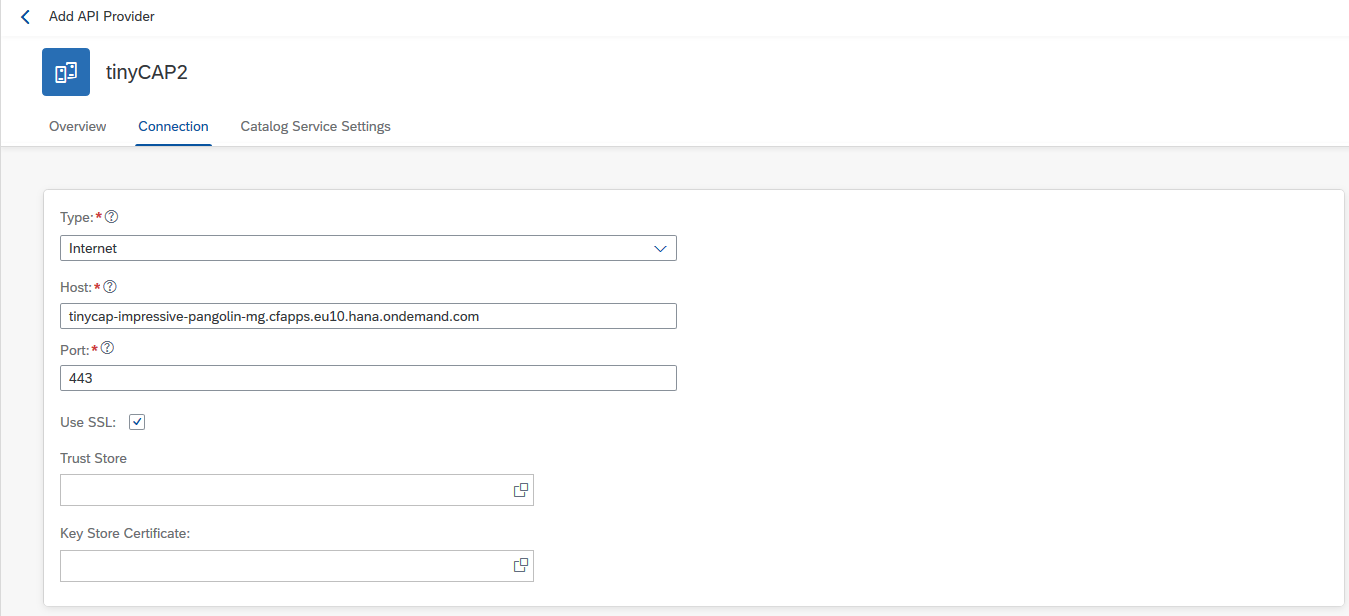 Add API Provider
tinyCAP2
Overview Connection Catalog Service Settings
Type:*
Internet
Host:*
tinycap-impressive-pangolin-mg.cfapps.eu10.hana.ondemand.com
Port:*
443
Use SSL:
Trust Store
Key Store Certificate: